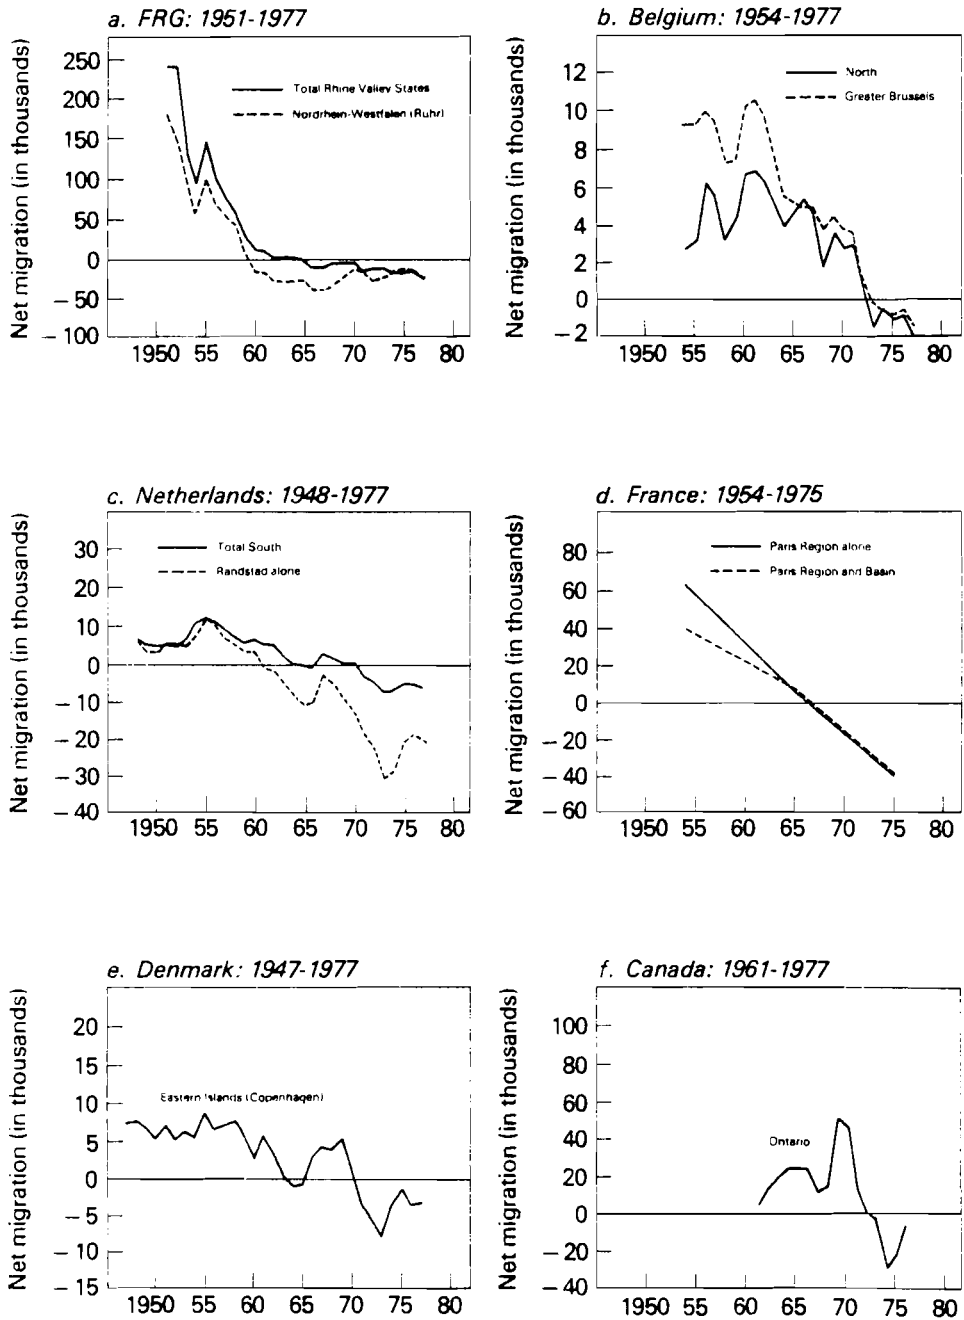 a. FRG: 1951-1977
Net migration (in thousands)
250
200
150
100
50
0
– 50
– 100
Total Rhine Valley States
Nordrhein-Westfalen (Ruhr)
1950 55 60 65 70 75 80
b. Belgium: 1954-1977
Net migration (in thousands)
12
10
8
6
4
2
0
– 2
North
Greater Brussels
1950 55 60 65 70 75 80
c. Netherlands: 1948-1977
Net migration (in thousands)
30
20
10
0
– 10
– 20
– 30
– 40
Total South
Randstad alone
1950 55 60 65 70 75 80
d. France: 1954-1975
Net migration (in thousands)
80
60
40
20
0
– 20
– 40
– 60
Paris Region alone
Paris Region and Basin
1950 55 60 65 70 75 80
e. Denmark: 1947-1977
Net migration (in thousands)
20
15
10
5
0
– 5
– 10
– 15
Eastern Islands (Copenhagen)
1950 55 60 65 70 75 80
f. Canada: 1961-1977
Net migration (in thousands)
100
80
60
40
20
0
– 20
– 40
Ontario
1950 55 60 65 70 75 80